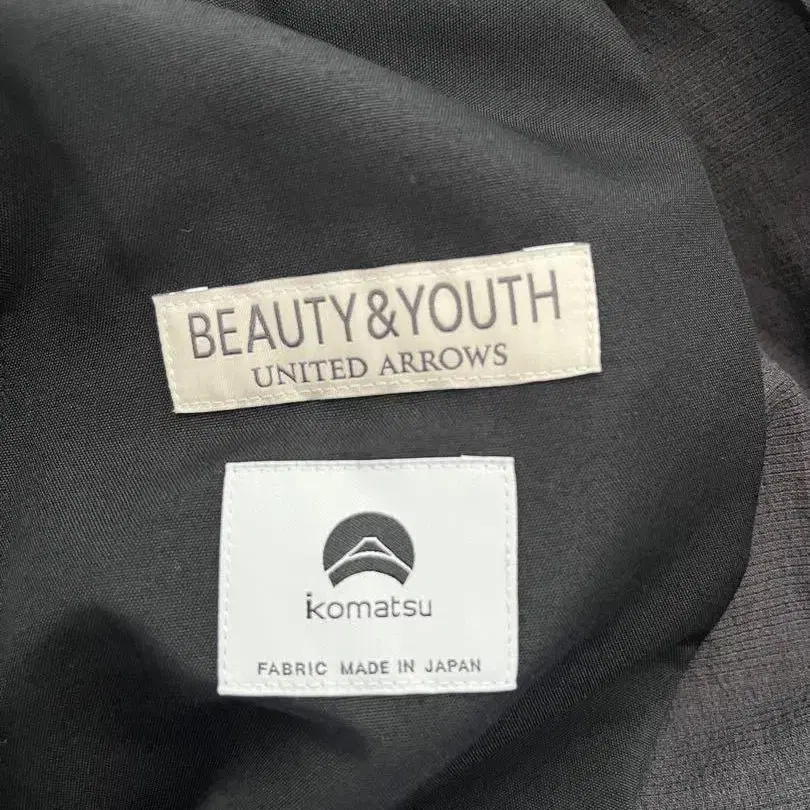 BEAUTY&YOUTH
UNITED ARROWS
komatsu
FABRIC MADE IN JAPAN